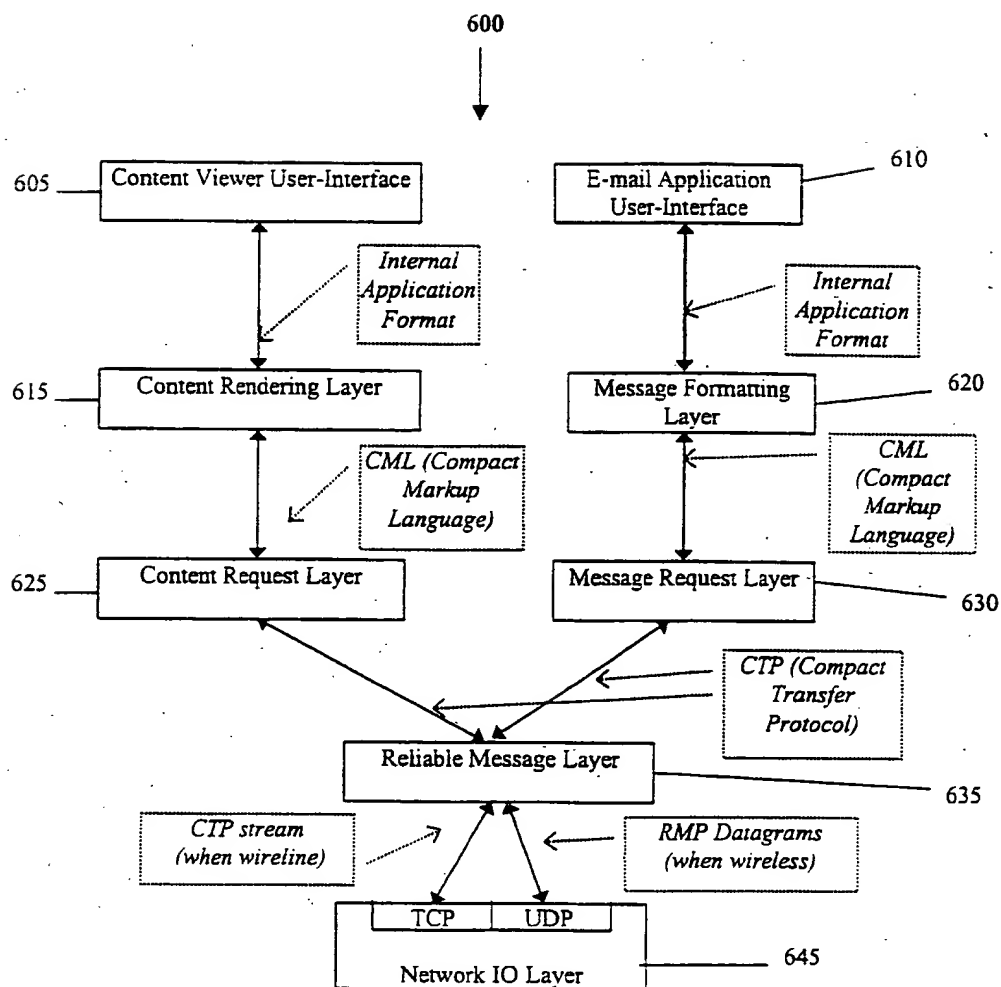 600
605
Content Viewer User-Interface
E-mail Application
User-Interface
610
Internal
Application
Format
Internal
Application
Format
615
Content Rendering Layer
Message Formatting
Layer
620
CML (Compact
Markup
Language)
CML
(Compact
Markup
Language)
625
Content Request Layer
Message Request Layer
630
CTP (Compact
Transfer
Protocol)
Reliable Message Layer
635
CTP stream
(when wireline)
RMP Datagrams
(when wireless)
TCP
UDP
Network IO Layer
645